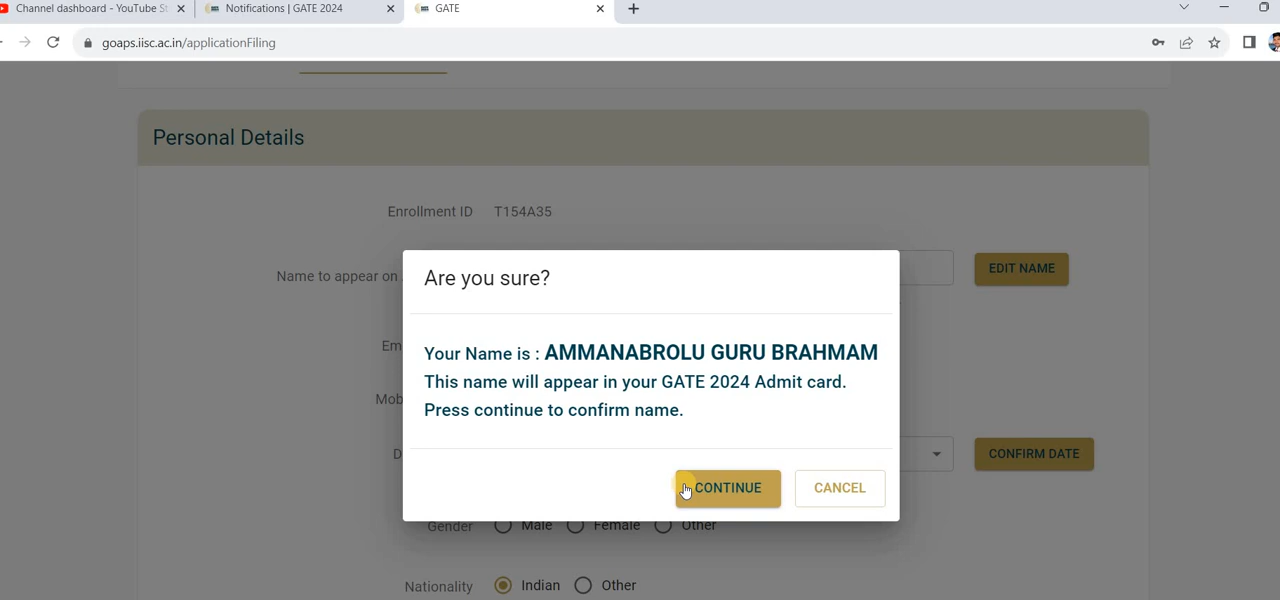 Channel dashboard - YouTube St
Notifications | GATE 2024
GATE
goaps.iisc.ac.in/applicationFiling
Personal Details
Enrollment ID T154A35
Name to appear on
EDIT NAME
Are you sure?
Your Name is : AMMANABROLU GURU BRAHMAM
This name will appear in your GATE 2024 Admit card.
Press continue to confirm name.
Em
Mob
D
CONFIRM DATE
CONTINUE
CANCEL
Gender Male Female Other
Nationality Indian Other